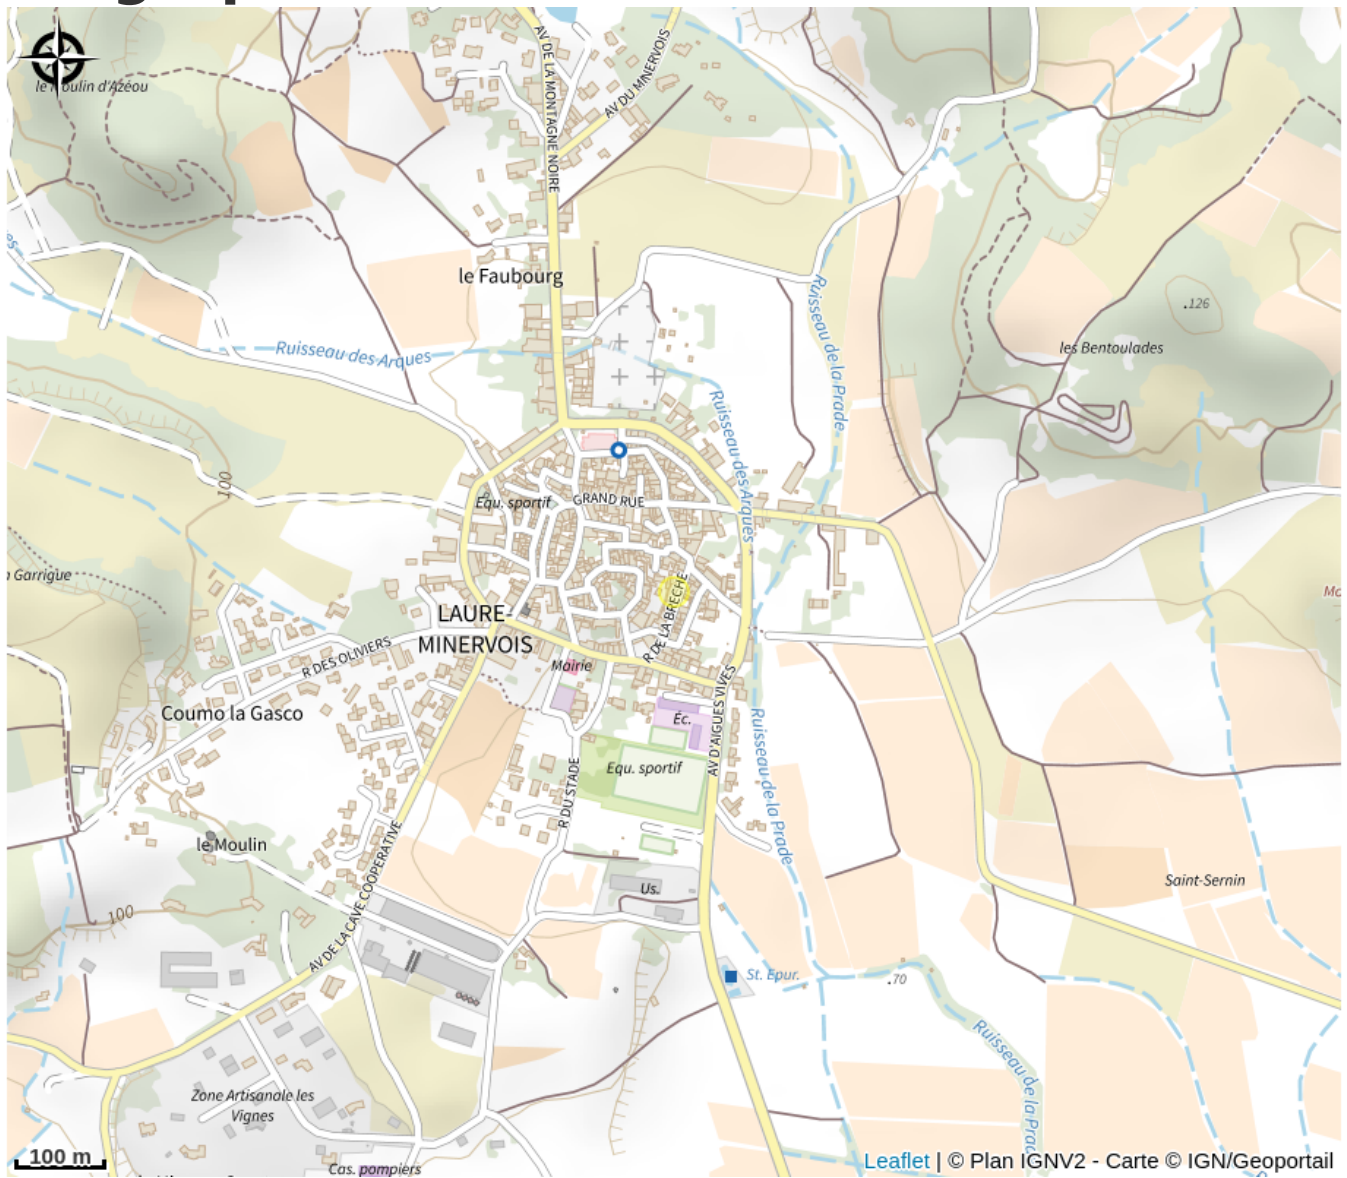 AV DE LA MONTAGNE NOIRE
AV DU MINERVOIS
le Moulin d'Azéou
le Faubourg
Ruisseau de la Prade
.126
Ruisseau des Arques
les Bentoulades
Ruisseau des Arques
100
Equ. sportif
GRAND RUE
Garrigue
R DE LA BRECHE
LAURE-
MINERVOIS
R DES OLIVIERS
Mairie
Coumo la Gasco
Éc.
AV D'AIGUES VIVES
Ruisseau de la Prade
Equ. sportif
R DU STADE
le Moulin
AV DE LA CAVE COOPERATIVE
Us.
Saint-Sernin
100
St. Epur.
.70
Ruisseau de la Prade
Zone Artisanale les
Vignes
100 m
Cas. pompiers
Leaflet | © Plan IGNV2 - Carte © IGN/Geoportail